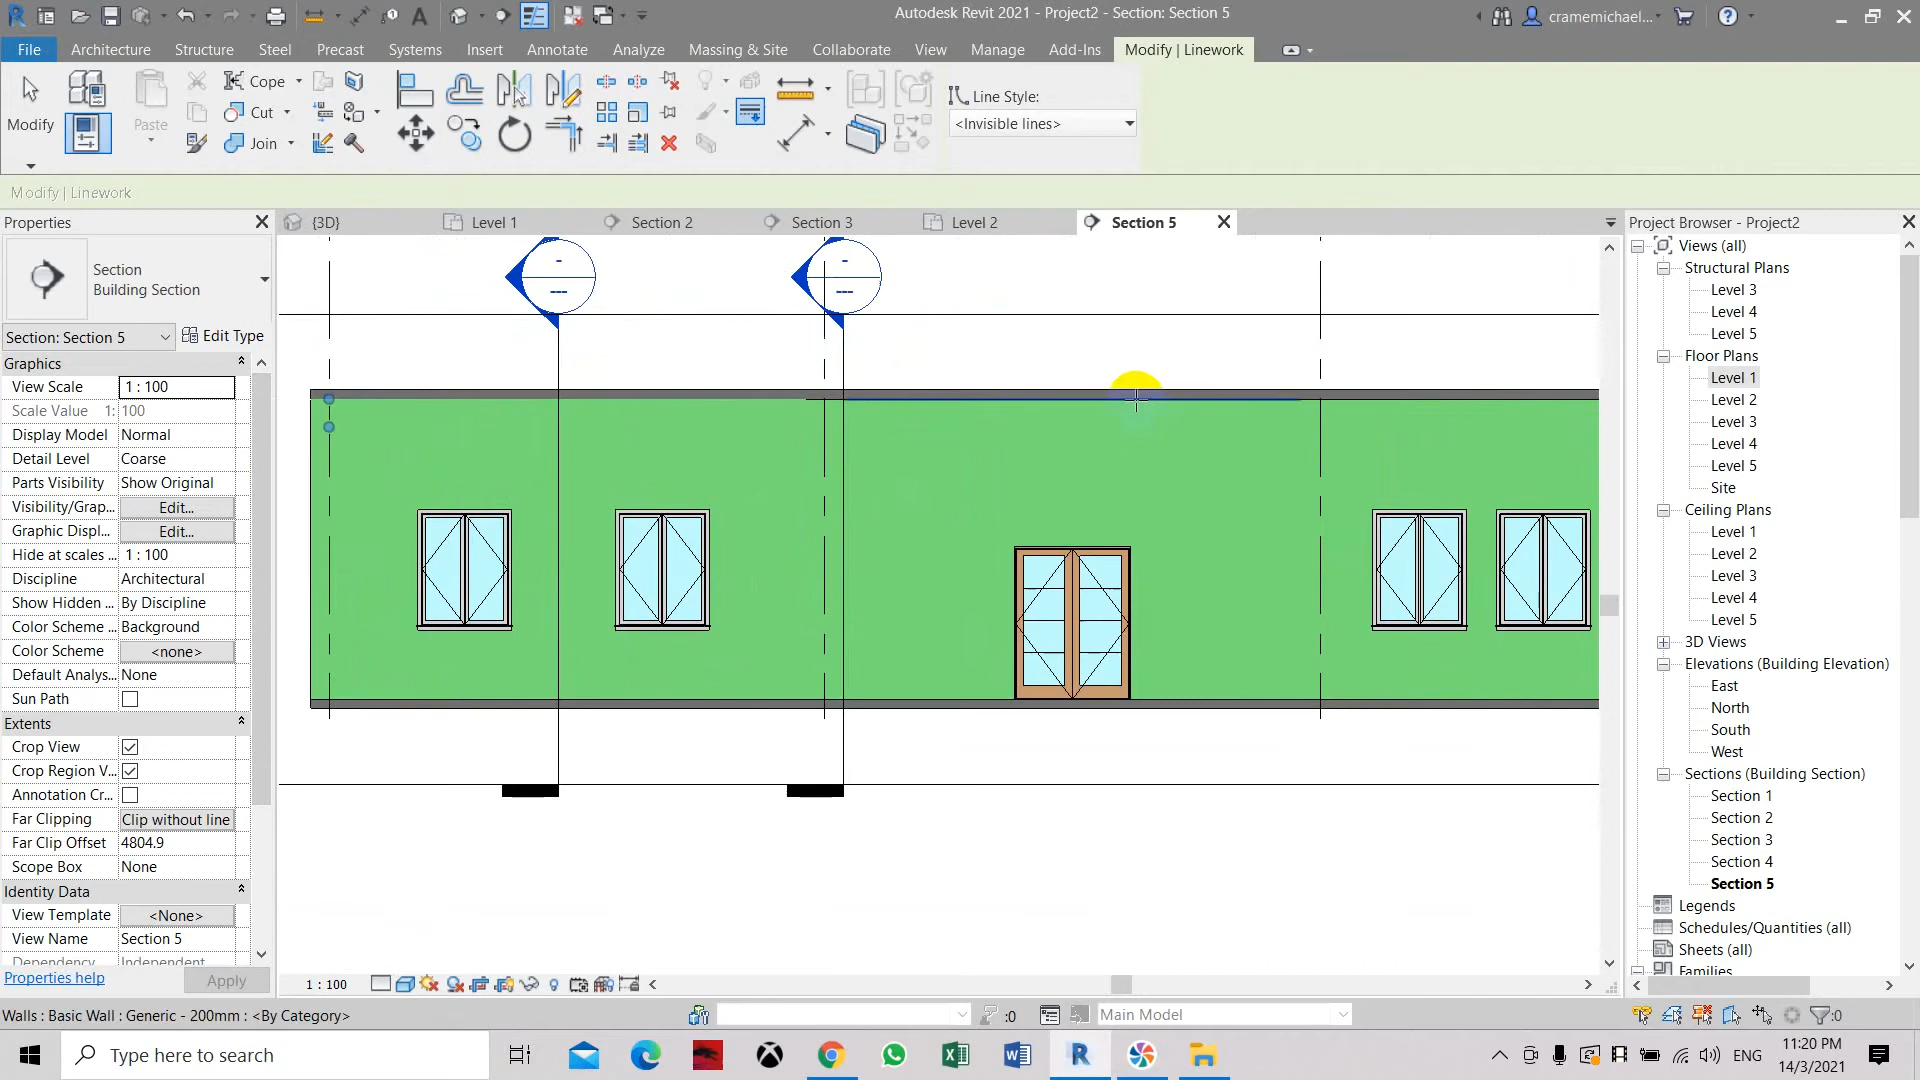 Autodesk Revit 2021 - Project2 - Section: Section 5
cramemichael...
File Architecture Structure Steel Precast Systems Insert Annotate Analyze Massing & Site Collaborate View Manage Add-Ins Modify | Linework
Modify
Paste
Cope
Cut
Join
Line Style:
<Invisible lines>
Modify | Linework
Properties
Section
Building Section
Section: Section 5
Edit Type
Graphics
View Scale 1 : 100
Scale Value 1: 100
Display Model Normal
Detail Level Coarse
Parts Visibility Show Original
Visibility/Grap... Edit...
Graphic Displ... Edit...
Hide at scales ... 1 : 100
Discipline Architectural
Show Hidden ... By Discipline
Color Scheme ... Background
Color Scheme <none>
Default Analys... None
Sun Path
Extents
Crop View
Crop Region V...
Annotation Cr...
Far Clipping Clip without line
Far Clip Offset 4804.9
Scope Box None
Identity Data
View Template <None>
View Name Section 5
Dependency Independent
Properties help
Apply
{3D} Level 1 Section 2 Section 3 Level 2 Section 5
-
---
-
---
1 : 100
Project Browser - Project2
Views (all)
Structural Plans
Level 3
Level 4
Level 5
Floor Plans
Level 1
Level 2
Level 3
Level 4
Level 5
Site
Ceiling Plans
Level 1
Level 2
Level 3
Level 4
Level 5
3D Views
Elevations (Building Elevation)
East
North
South
West
Sections (Building Section)
Section 1
Section 2
Section 3
Section 4
Section 5
Legends
Schedules/Quantities (all)
Sheets (all)
Families
Walls : Basic Wall : Generic - 200mm : <By Category>
:0
Main Model
:0
Type here to search
ENG
11:20 PM
14/3/2021